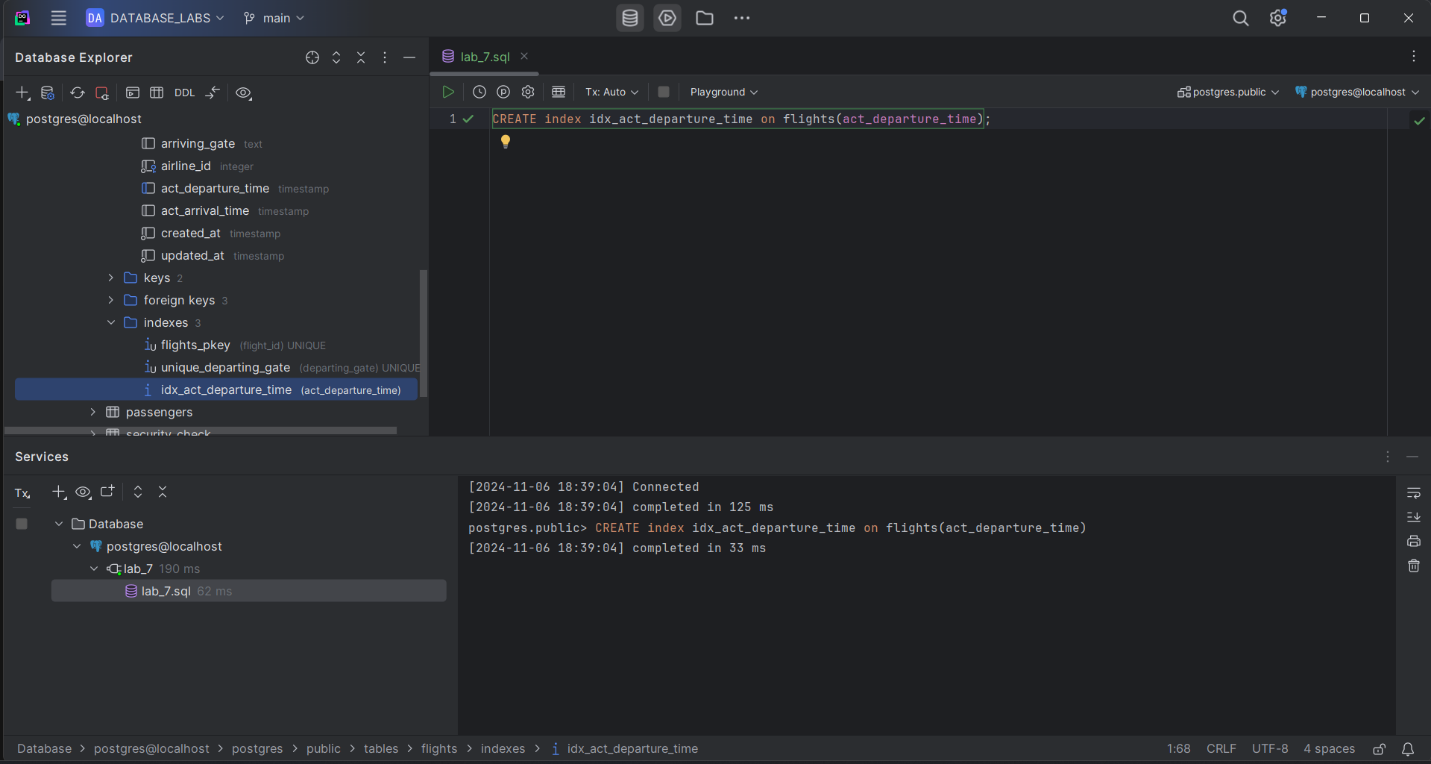 DA DATABASE_LABS main
Database Explorer
lab_7.sql
DDL
Tx: Auto Playground postgres.public postgres@localhost
postgres@localhost
1 CREATE index idx_act_departure_time on flights(act_departure_time);
arriving_gate text
airline_id integer
act_departure_time timestamp
act_arrival_time timestamp
created_at timestamp
updated_at timestamp
keys 2
foreign keys 3
indexes 3
flights_pkey (flight_id) UNIQUE
unique_departing_gate (departing_gate) UNIQUE
idx_act_departure_time (act_departure_time)
passengers
security_check
Services
Tx
Database
postgres@localhost
lab_7 190 ms
lab_7.sql 62 ms
[2024-11-06 18:39:04] Connected
[2024-11-06 18:39:04] completed in 125 ms
postgres.public> CREATE index idx_act_departure_time on flights(act_departure_time)
[2024-11-06 18:39:04] completed in 33 ms
Database > postgres@localhost > postgres > public > tables > flights > indexes > idx_act_departure_time
1:68 CRLF UTF-8 4 spaces